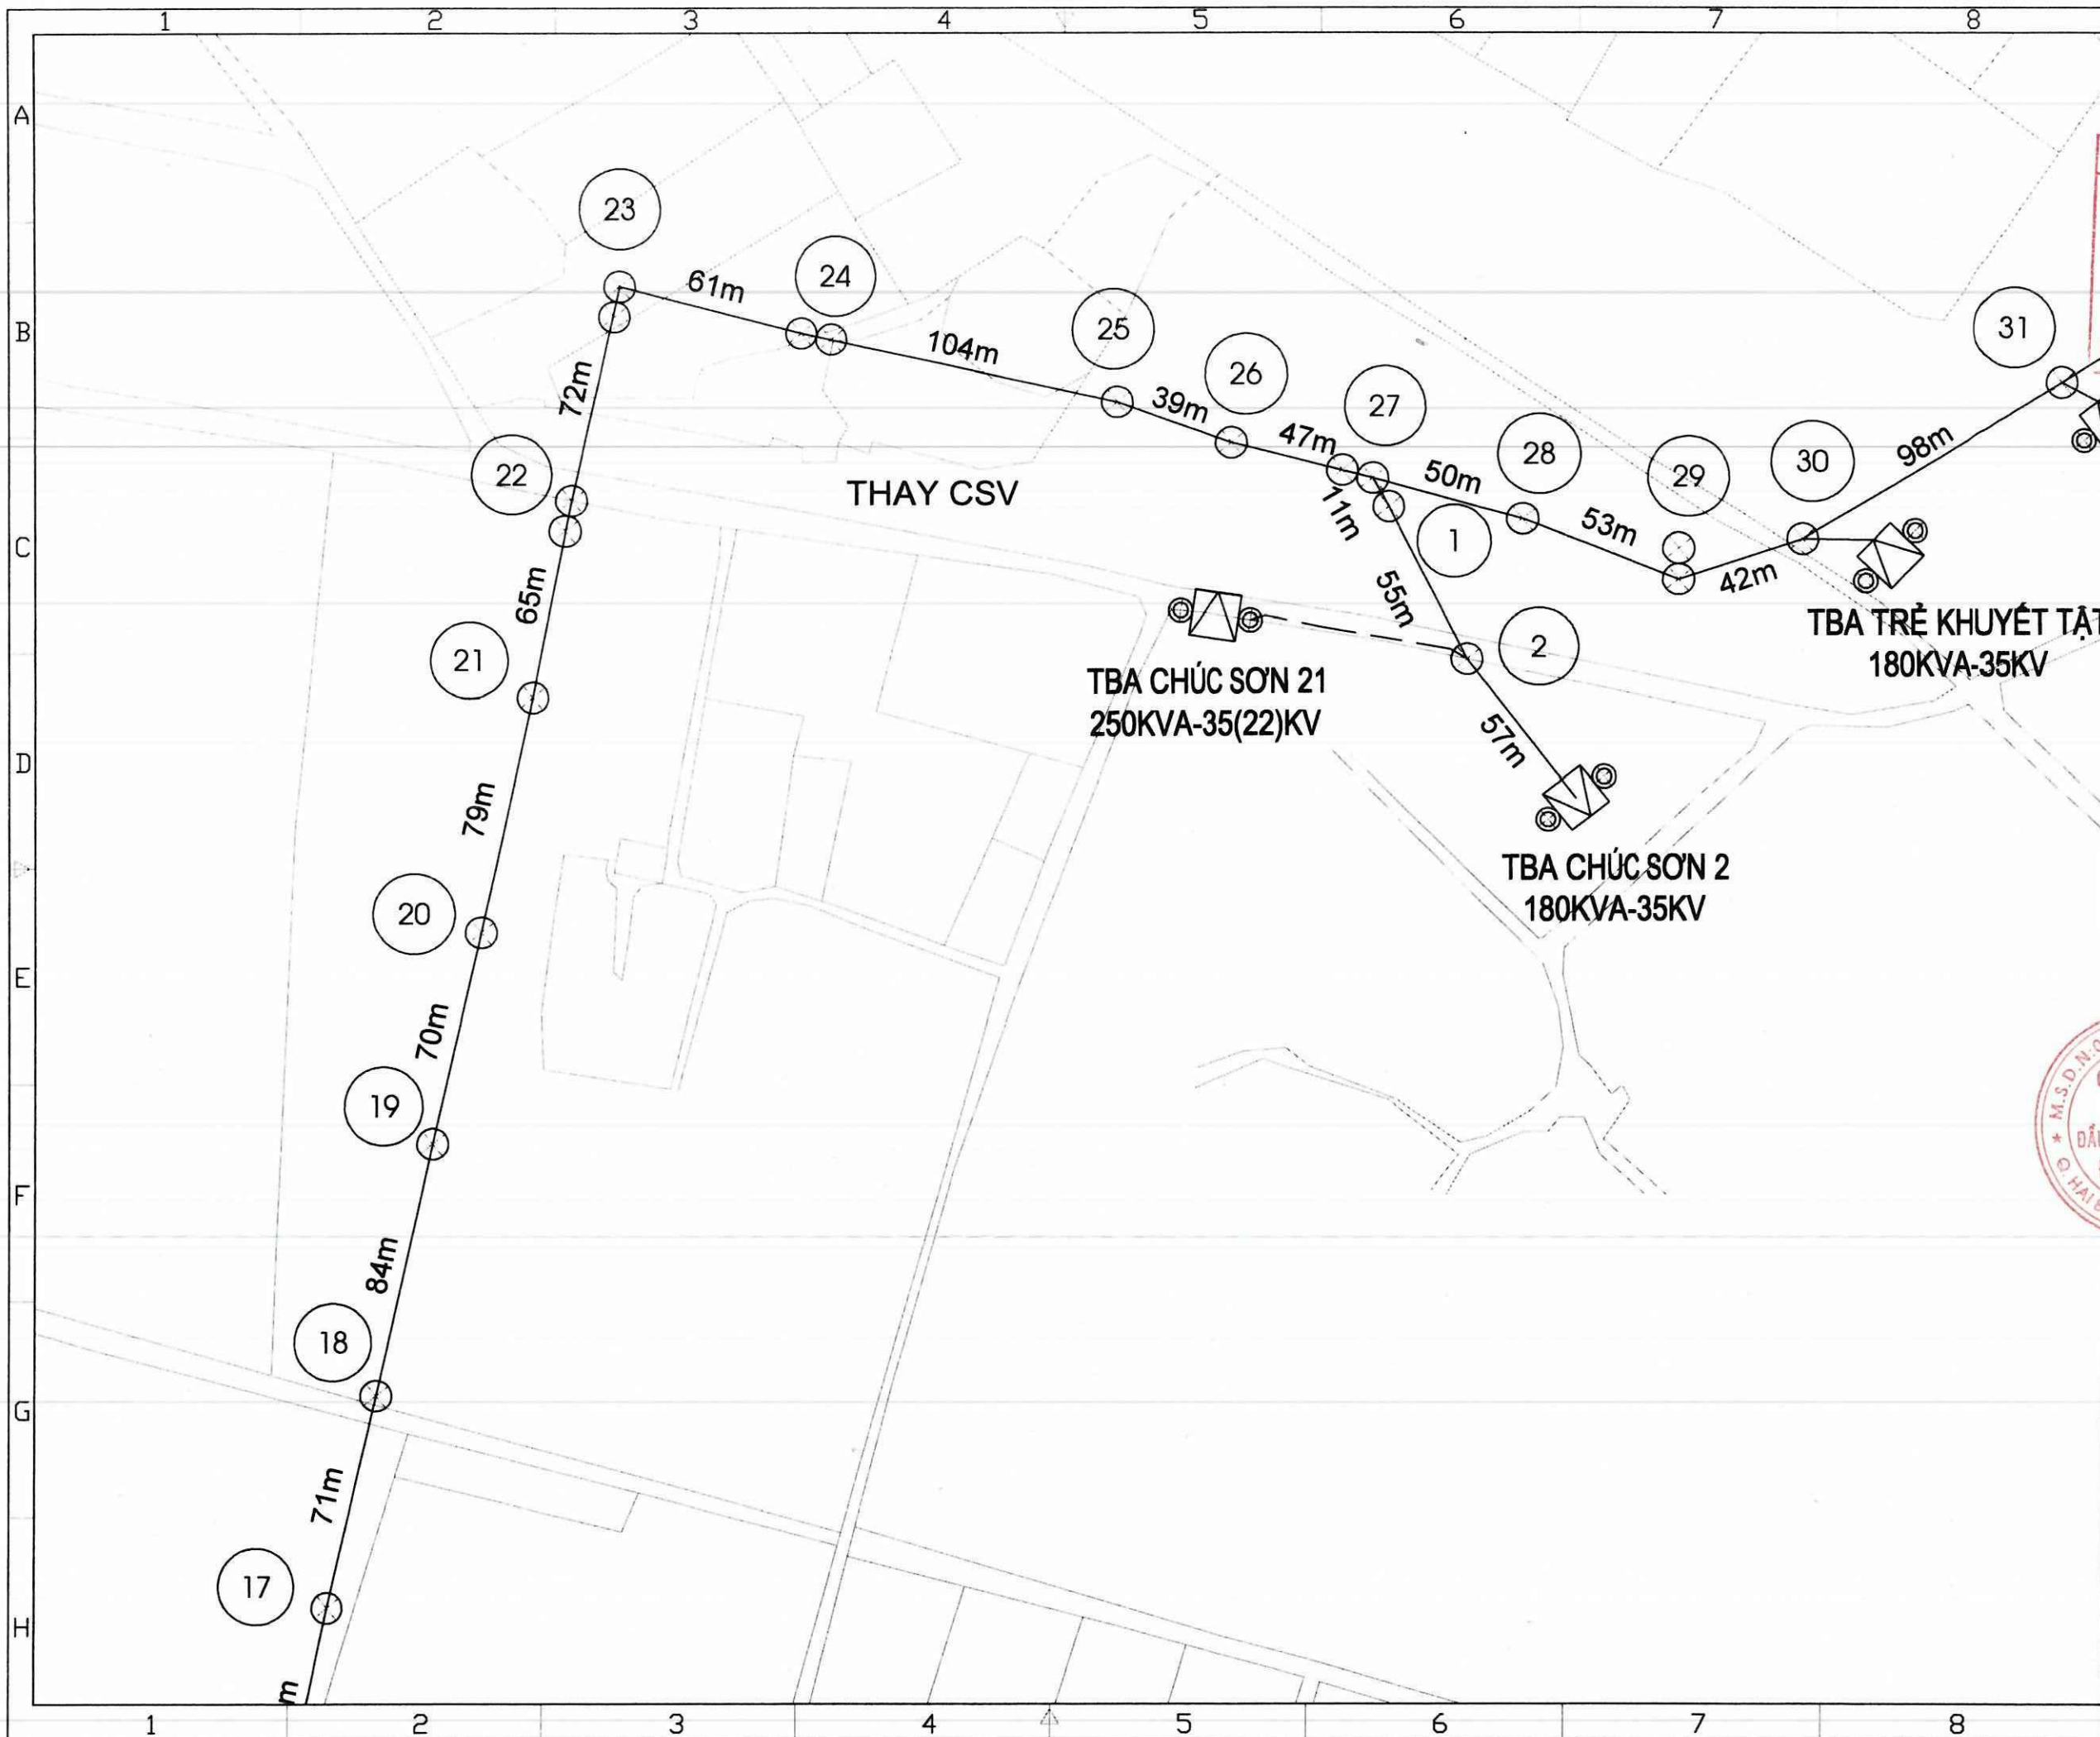 1 2 3 4 5 6 7 8
A
23
24
61m
B
25
31
104m
26
72m
39m
27
47m
28
98m
30
22
50m
29
THAY CSV
11m
53m
C
1
65m
42m
55m
TBA TRẺ KHUYẾT TẬT
180KVA-35KV
2
21
TBA CHÚC SƠN 21
250KVA-35(22)KV
57m
D
79m
TBA CHÚC SƠN 2
180KVA-35KV
20
E
70m
M.S.D.N:0
19
ĐẦ
Q. HAI B
F
84m
18
G
71m
17
H
m
1 2 3 4 5 6 7 8